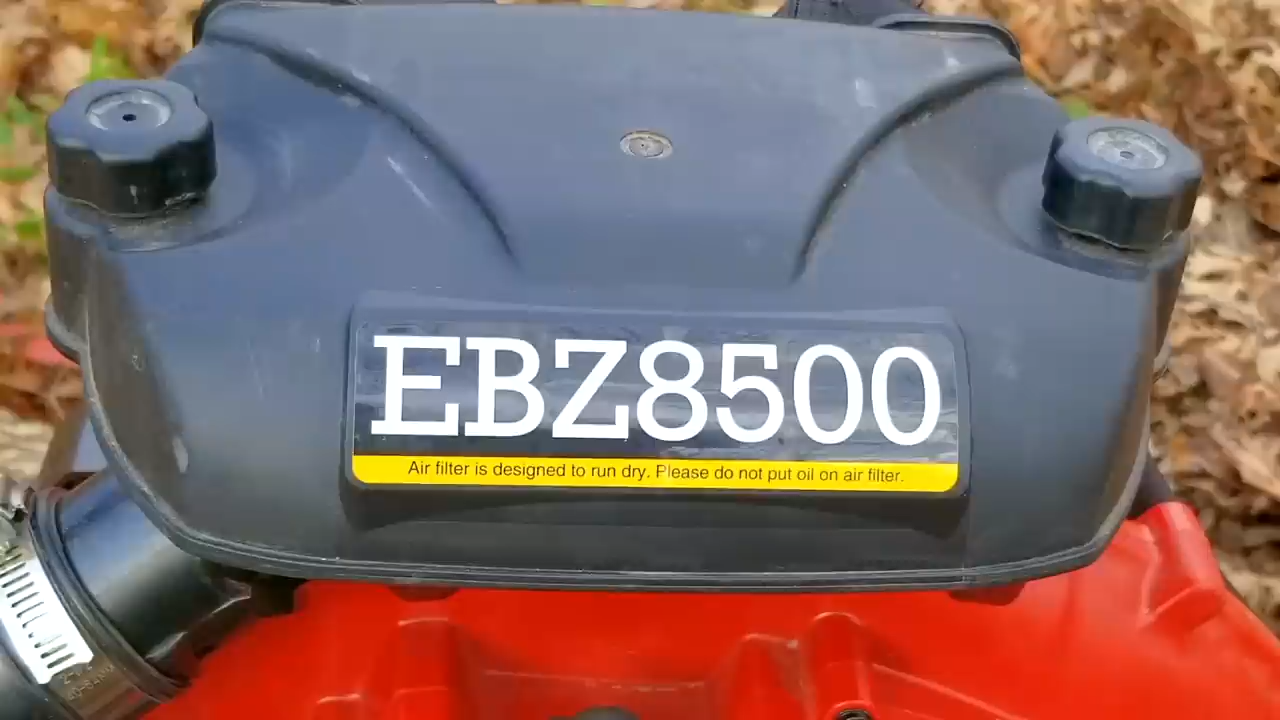 EBZ8500
Air filter is designed to run dry. Please do not put oil on air filter.